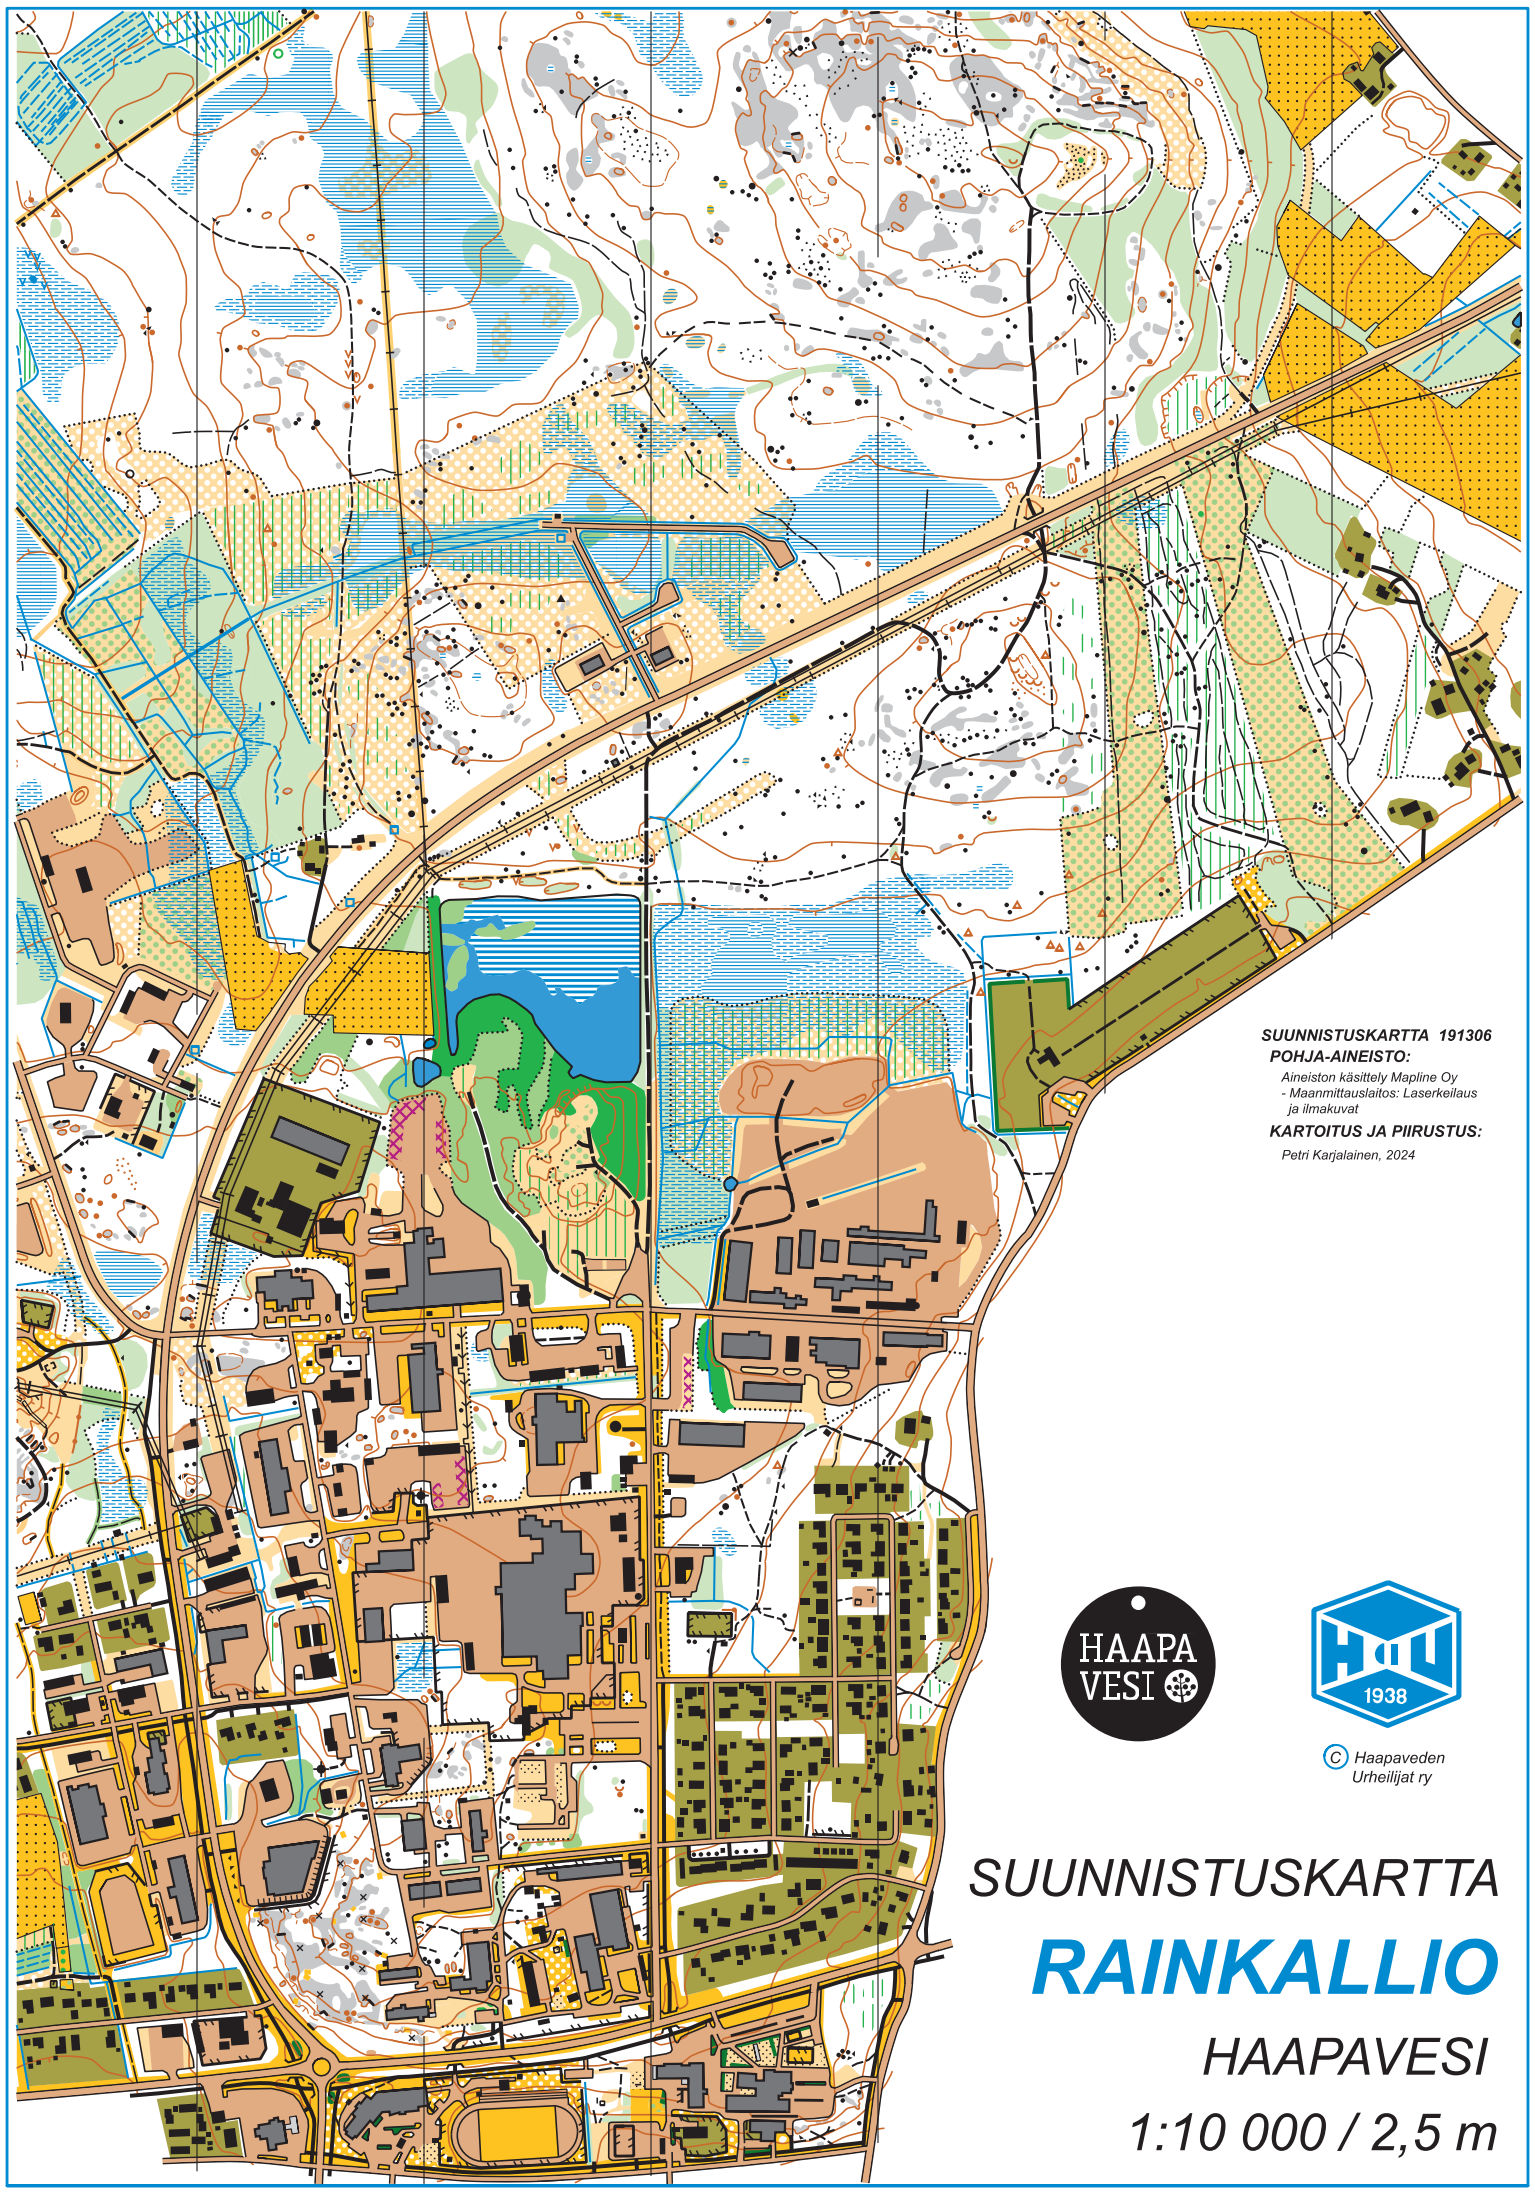 SUUNNISTUSKARTTA 191306
POHJA-AINEISTO:
Aineiston käsittely Mapline Oy
- Maanmittauslaitos: Laserkeilaus
ja ilmakuvat
KARTOITUS JA PIIRUSTUS:
Petri Karjalainen, 2024
HAAPA
VESI
HaU
1938
C Haapaveden
Urheilijat ry
SUUNNISTUSKARTTA
RAINKALLIO
HAAPAVESI
1:10 000 / 2,5 m